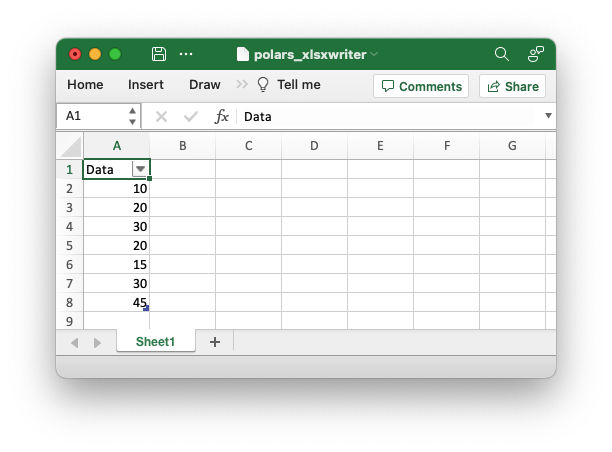 polars_xlsxwriter
Home Insert Draw Tell me Comments Share
A1 fx Data
A B C D E F G
1 Data
2 10
3 20
4 30
5 20
6 15
7 30
8 45
9
Sheet1 +